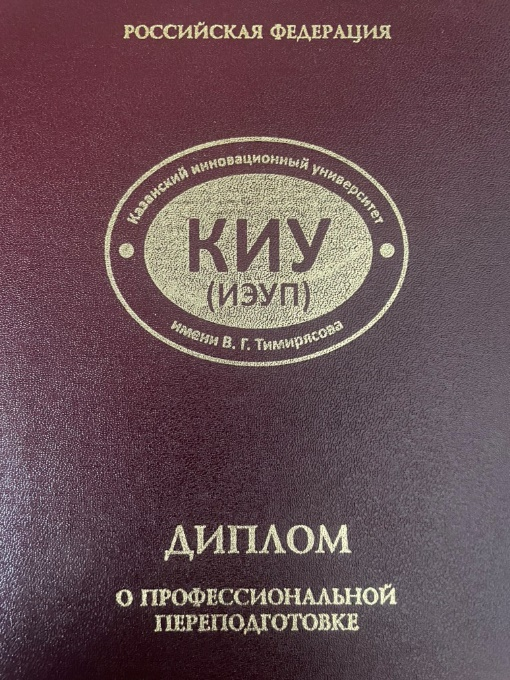 РОССИЙСКАЯ ФЕДЕРАЦИЯ
Казанский инновационный университет
КИУ
(ИЭУП)
имени В. Г. Тимирясова
ДИПЛОМ
О ПРОФЕССИОНАЛЬНОЙ
ПЕРЕПОДГОТОВКЕ